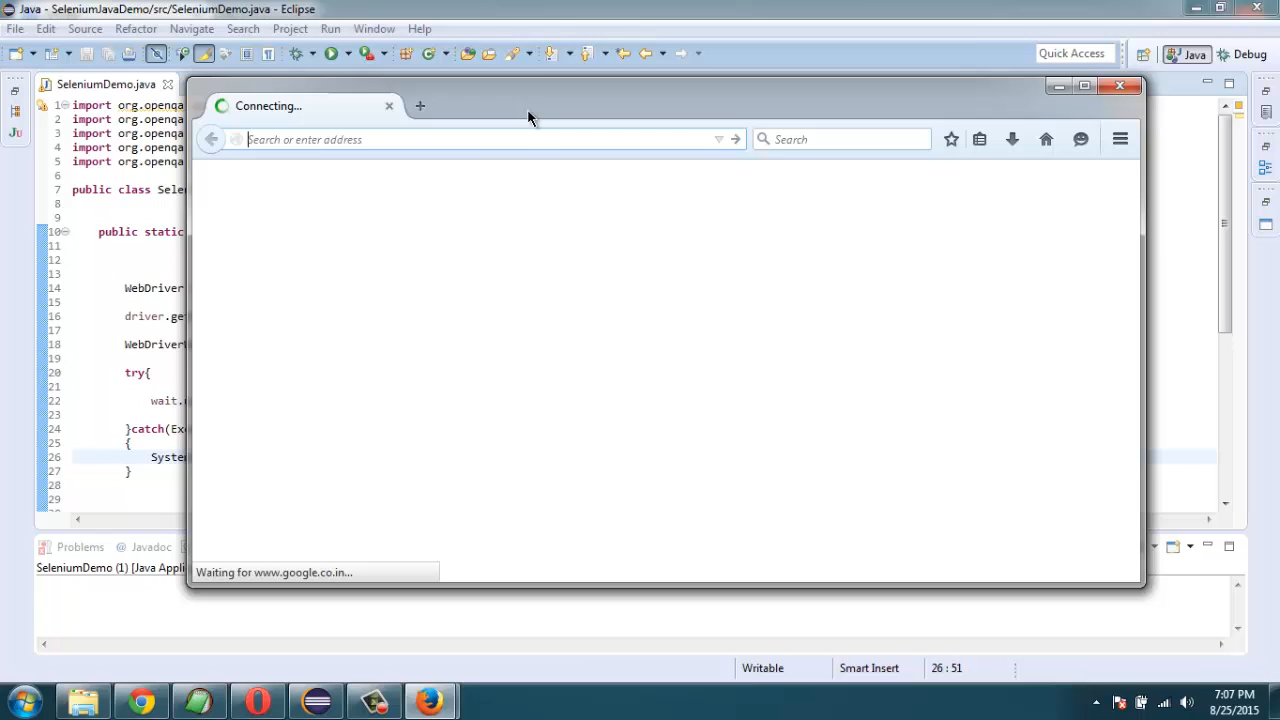 Java - SeleniumJavaDemo/src/SeleniumDemo.java - Eclipse
File Edit Source Refactor Navigate Search Project Run Window Help
Quick Access Java Debug
SeleniumDemo.java
Connecting...
Search or enter address Search
1 import org.openqa
2 import org.openqa
3 import org.openqa
4 import org.openqa
5 import org.openqa
6
7 public class Sele
8
9
10 public static
11
12
13
14 WebDriver
15
16 driver.get
17
18 WebDriverW
19
20 try{
21
22 wait.
23
24 }catch(Exc
25 {
26 System
27 }
28
29
Waiting for www.google.co.in...
Problems @ Javadoc
SeleniumDemo (1) [Java Appli
Writable Smart Insert 26 : 51
7:07 PM
8/25/2015